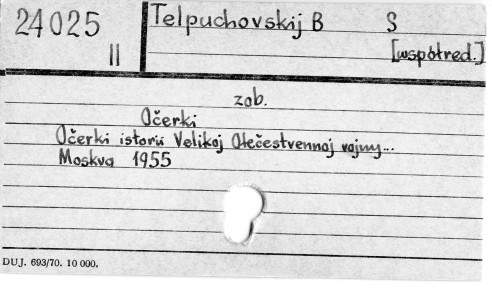 24025
II
Telpuchovskij B S
[współred.]
zob.
Očerki
Očerki istorii Velikoj Otečestvennoj vojny...
Moskva 1955
DUJ. 693/70. 10 000.